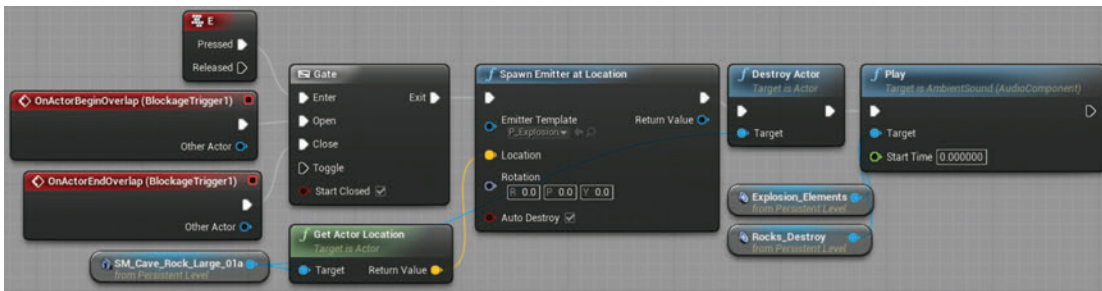 E
Pressed
Released
OnActorBeginOverlap (BlockageTrigger1)
Other Actor
OnActorEndOverlap (BlockageTrigger1)
Other Actor
SM_Cave_Rock_Large_01a
from Persistent Level
Gate
Enter Exit
Open
Close
Toggle
Start Closed
Get Actor Location
Target is Actor
Target Return Value
Spawn Emitter at Location
Emitter Template Return Value
P_Explosion
Location
Rotation
R 0.0 P 0.0 Y 0.0
Auto Destroy
Destroy Actor
Target is Actor
Target
Play
Target is AmbientSound (AudioComponent)
Target
Start Time 0.000000
Explosion_Elements
from Persistent Level
Rocks_Destroy
from Persistent Level